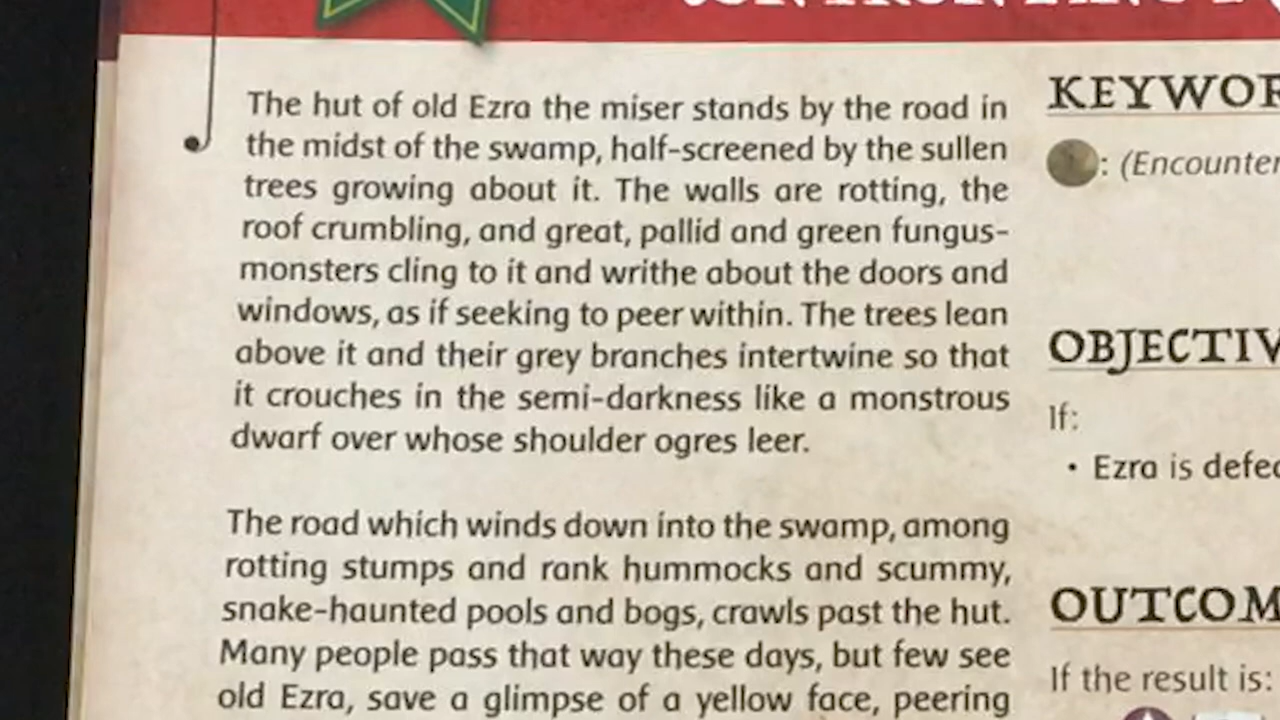 The hut of old Ezra the miser stands by the road in
the midst of the swamp, half-screened by the sullen
trees growing about it. The walls are rotting, the
roof crumbling, and great, pallid and green fungus-
monsters cling to it and writhe about the doors and
windows, as if seeking to peer within. The trees lean
above it and their grey branches intertwine so that
it crouches in the semi-darkness like a monstrous
dwarf over whose shoulder ogres leer.
The road which winds down into the swamp, among
rotting stumps and rank hummocks and scummy,
snake-haunted pools and bogs, crawls past the hut.
Many people pass that way these days, but few see
old Ezra, save a glimpse of a yellow face, peering
KEYWOR
: (Encounter
OBJECTIV
If:
• Ezra is defea
OUTCOM
If the result is: